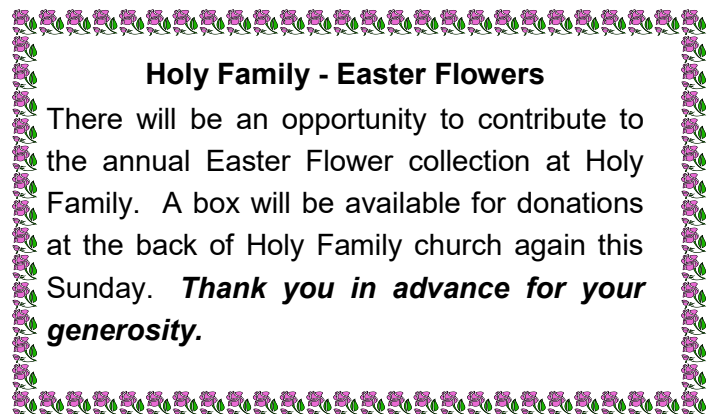 Holy Family - Easter Flowers
There will be an opportunity to contribute to
the annual Easter Flower collection at Holy
Family. A box will be available for donations
at the back of Holy Family church again this
Sunday. Thank you in advance for your
generosity.